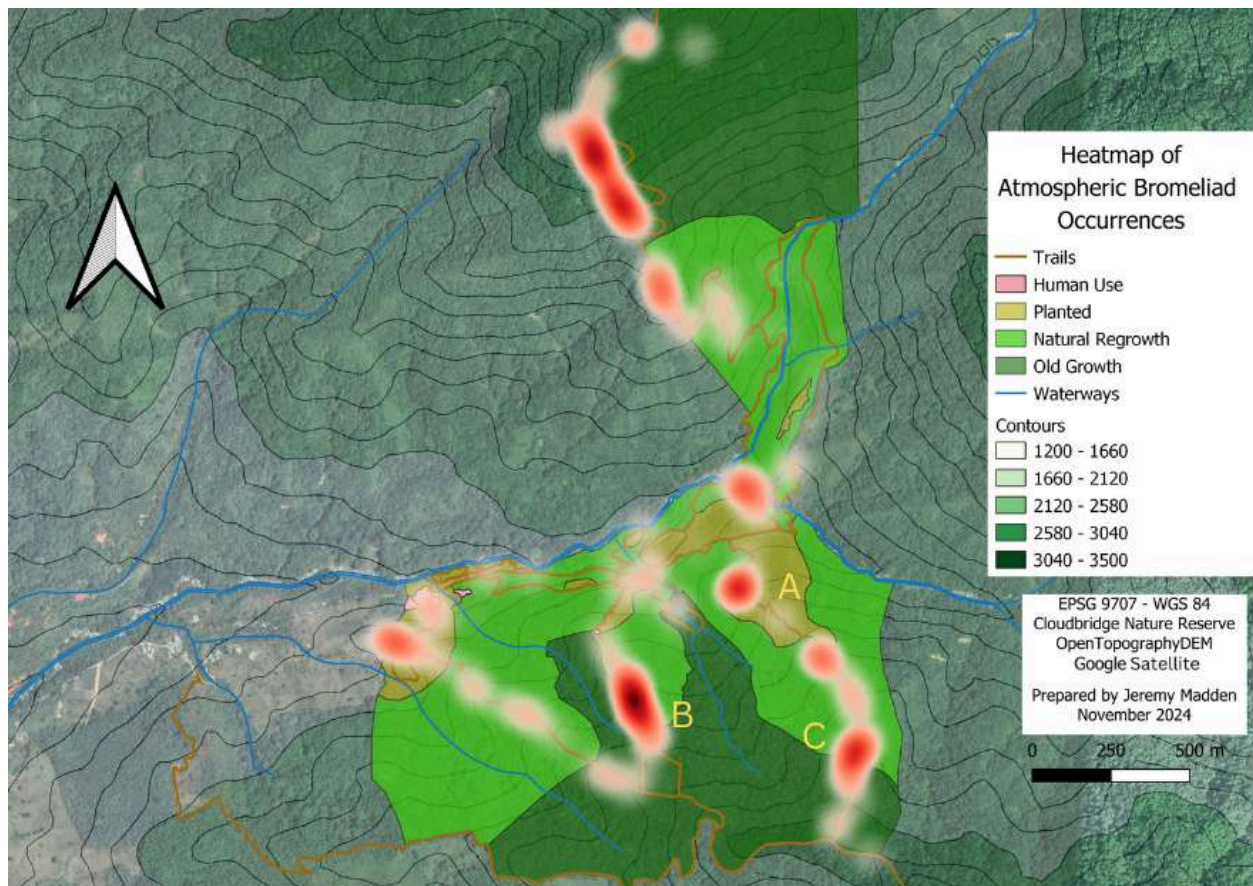 Heatmap of
Atmospheric Bromeliad
Occurrences
Trails
Human Use
Planted
Natural Regrowth
Old Growth
Waterways
Contours
1200 - 1660
1660 - 2120
2120 - 2580
2580 - 3040
3040 - 3500
A
B
C
EPSG 9707 - WGS 84
Cloudbridge Nature Reserve
OpenTopographyDEM
Google Satellite
Prepared by Jeremy Madden
November 2024
0 250 500 m